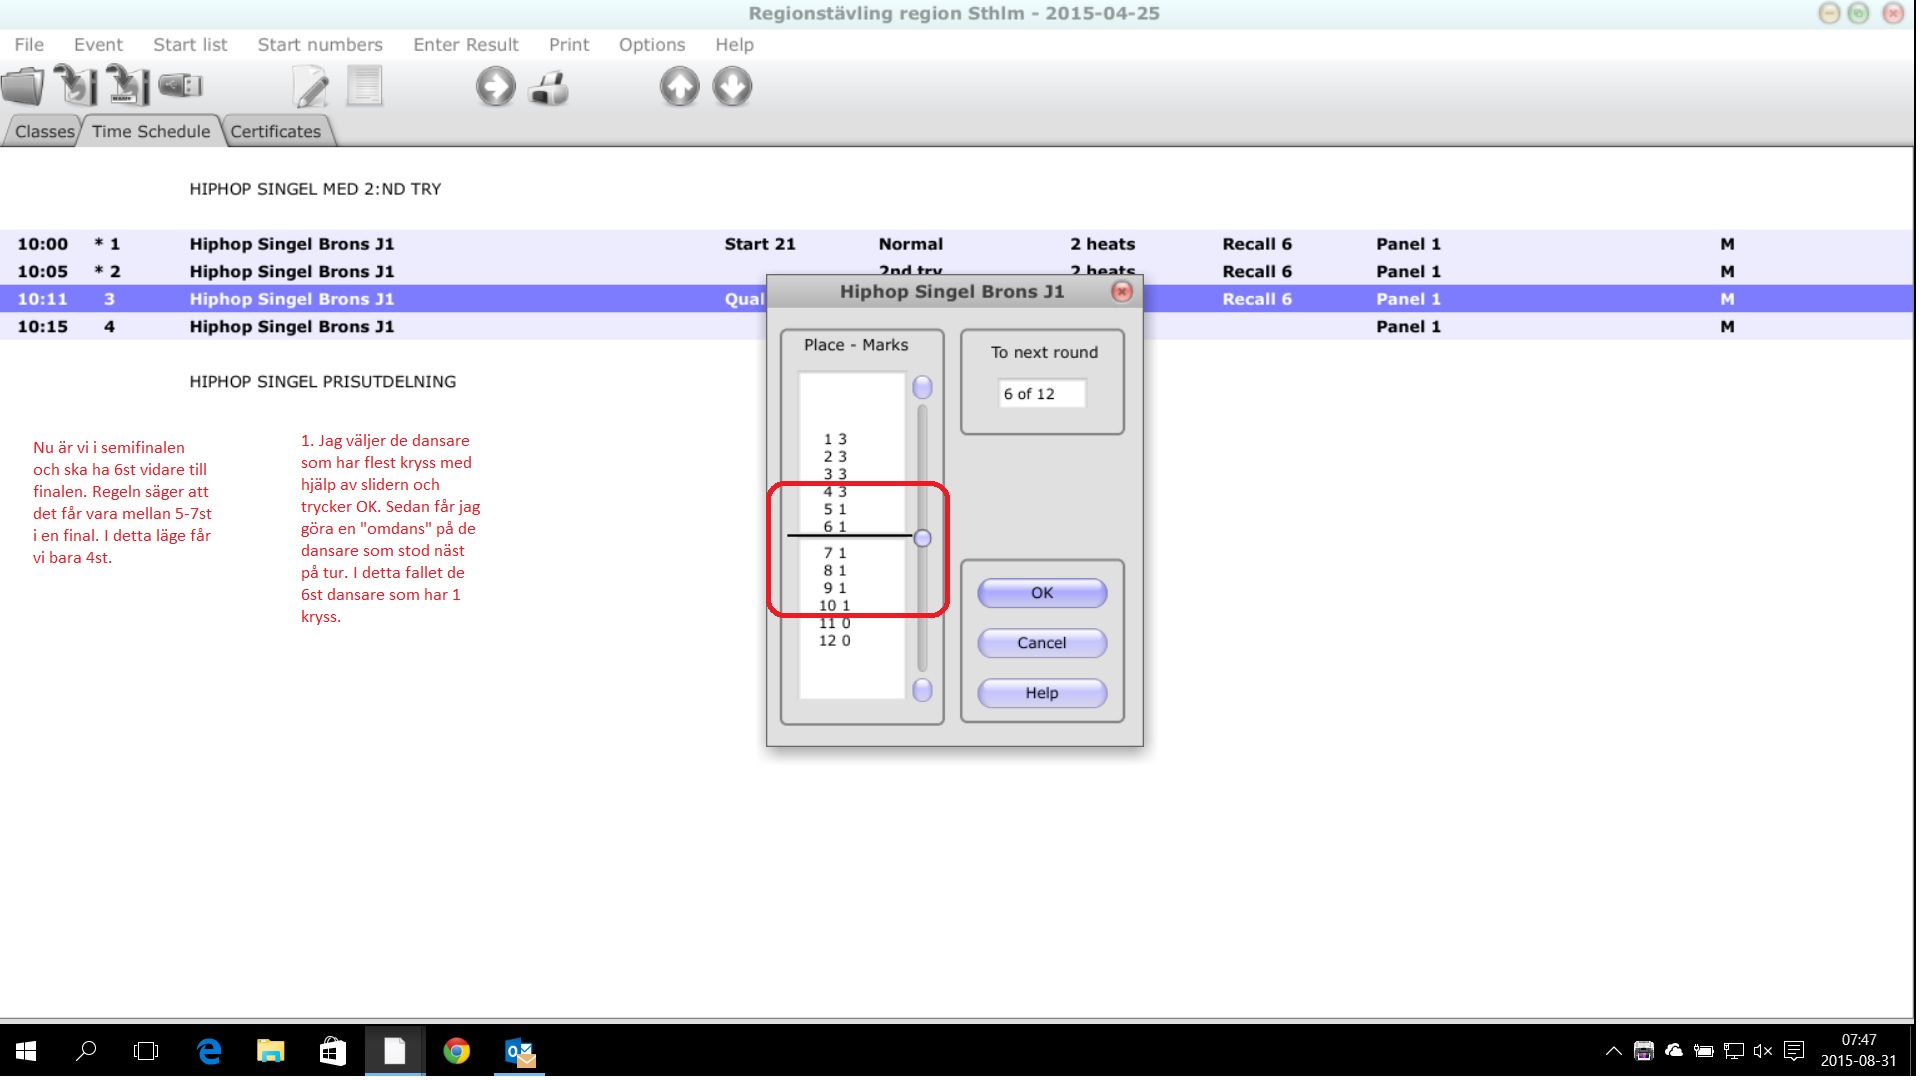 Regionstävling region Sthlm - 2015-04-25
File Event Start list Start numbers Enter Result Print Options Help
Classes Time Schedule Certificates
HIPHOP SINGEL MED 2:ND TRY
10:00 * 1 Hiphop Singel Brons J1 Start 21 Normal 2 heats Recall 6 Panel 1 M
10:05 * 2 Hiphop Singel Brons J1 2nd try 2 heats Recall 6 Panel 1 M
10:11 3 Hiphop Singel Brons J1 Qual Recall 6 Panel 1 M
10:15 4 Hiphop Singel Brons J1 Panel 1 M
HIPHOP SINGEL PRISUTDELNING
Nu är vi i semifinalen
och ska ha 6st vidare till
finalen. Regeln säger att
det får vara mellan 5-7st
i en final. I detta läge får
vi bara 4st.
1. Jag väljer de dansare
som har flest kryss med
hjälp av slidern och
trycker OK. Sedan får jag
göra en "omdans" på de
dansare som stod näst
på tur. I detta fallet de
6st dansare som har 1
kryss.
Hiphop Singel Brons J1
Place - Marks
1 3
2 3
3 3
4 3
5 1
6 1
7 1
8 1
9 1
10 1
11 0
12 0
To next round
6 of 12
OK
Cancel
Help
07:47
2015-08-31